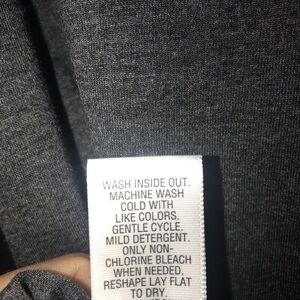 WASH INSIDE OUT.
MACHINE WASH
COLD WITH
LIKE COLORS.
GENTLE CYCLE.
MILD DETERGENT.
ONLY NON-
CHLORINE BLEACH
WHEN NEEDED.
RESHAPE LAY FLAT
TO DRY.